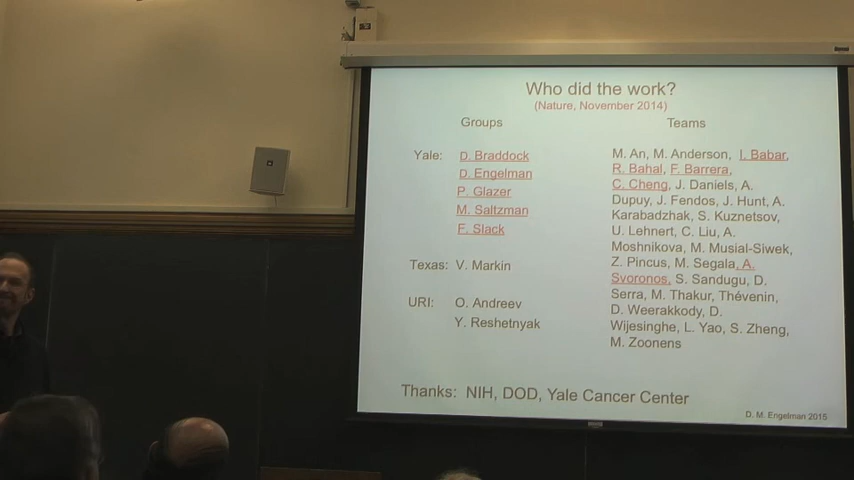 Who did the work?
(Nature, November 2014)
Groups
Teams
Yale: D. Braddock
D. Engelman
P. Glazer
M. Saltzman
F. Slack
Texas: V. Markin
URI: O. Andreev
Y. Reshetnyak
M. An, M. Anderson, I. Babar,
R. Bahal, F. Barrera,
C. Cheng, J. Daniels, A.
Dupuy, J. Fendos, J. Hunt, A.
Karabadzhak, S. Kuznetsov,
U. Lehnert, C. Liu, A.
Moshnikova, M. Musial-Siwek,
Z. Pincus, M. Segala, A.
Svoronos, S. Sandugu, D.
Serra, M. Thakur, Thévenin,
D. Weerakkody, D.
Wijesinghe, L. Yao, S. Zheng,
M. Zoonens
Thanks: NIH, DOD, Yale Cancer Center
D. M. Engelman 2015